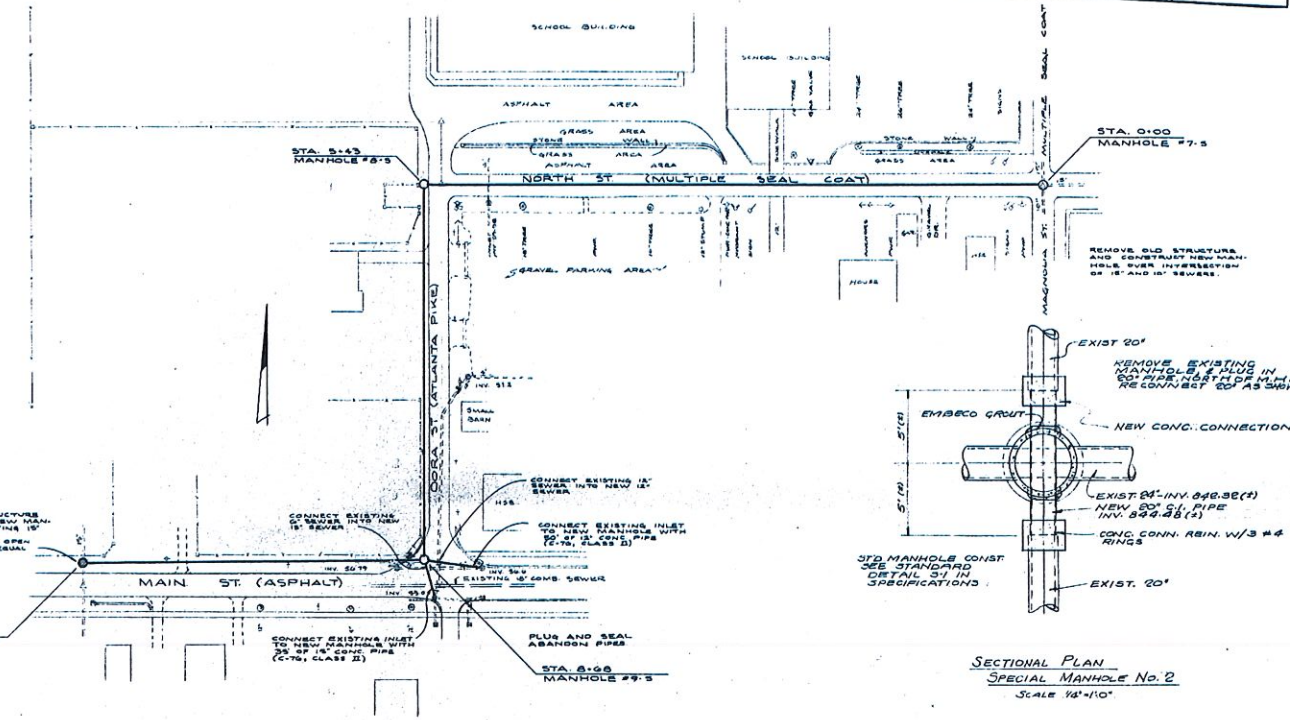 SCHOOL BUILDING
SCHOOL BUILDING
MULTIPLE SEAL COAT
ASPHALT AREA
GRASS AREA
STONE WALL
GRASS AREA
ASPHALT AREA
STONE WALL
GRASS AREA
SIDEWALK
SIGNS
STA. 5+43
MANHOLE #8-S
STA. 0+00
MANHOLE #7-S
NORTH ST. (MULTIPLE SEAL COAT)
MAGNOLIA ST.
GRAVEL PARKING AREA
SIGN
HOUSE
GRAVEL DR.
HSE
SIGNS
REMOVE OLD STRUCTURE
AND CONSTRUCT NEW MAN-
HOLE OVER INTERSECTION
OF 15" AND 10" SEWERS.
DORA ST. (ATLANTA PIKE)
SMALL
BARN
HSE.
CONNECT EXISTING 12"
SEWER INTO NEW 12"
SEWER
CONNECT EXISTING
SEWER INTO NEW
SEWER
CONNECT EXISTING INLET
TO NEW MANHOLE WITH
50' OF 12" CONC. PIPE
(C-76, CLASS II)
MAIN ST. (ASPHALT)
EXISTING 18" COMB. SEWER
CONNECT EXISTING INLET
TO NEW MANHOLE WITH
35' OF 15" CONC. PIPE
(C-76, CLASS II)
PLUG AND SEAL
ABANDON PIPES
STA. 8+68
MANHOLE #9-S
EXIST 20"
REMOVE EXISTING
MANHOLE & PLUG IN
20" PIPE, NORTH OF M.H.
RECONNECT 20" AS
EMBECO GROUT
NEW CONC. CONNECTION
5'(±)
5'(±)
EXIST. 24"-INV. 842.32(±)
NEW 20" C.I. PIPE
INV. 844.48(±)
CONC. CONN. REIN. W/3 #4
RINGS
ST'D MANHOLE CONST.
SEE STANDARD
DETAIL S-1 IN
SPECIFICATIONS
EXIST. 20"
SECTIONAL PLAN
SPECIAL MANHOLE No. 2
SCALE 1/4"=1'-0"